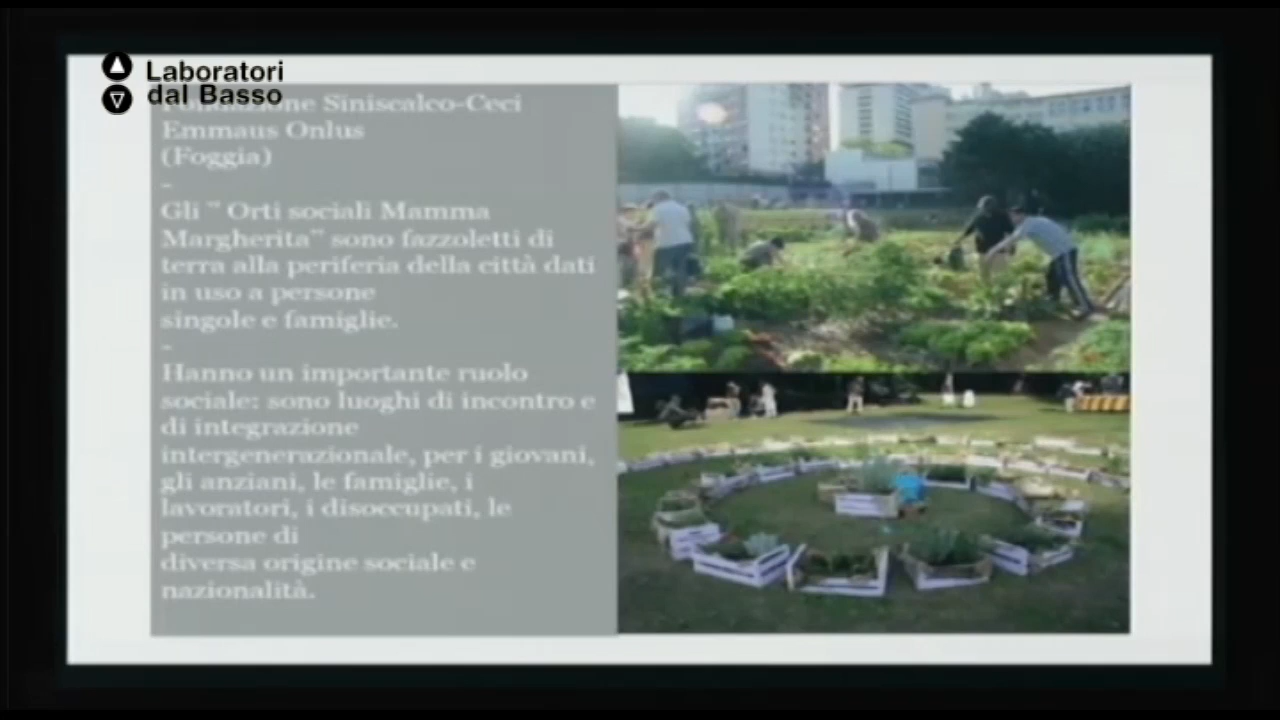 Laboratori
dal Basso
Siniscalco-Ceci
Emmaus Onlus
(Foggia)
-
Gli " Orti sociali Mamma
Margherita" sono fazzoletti di
terra alla periferia della città dati
in uso a persone
singole e famiglie.
-
Hanno un importante ruolo
sociale: sono luoghi di incontro e
di integrazione
intergenerazionale, per i giovani,
gli anziani, le famiglie, i
lavoratori, i disoccupati, le
persone di
diversa origine sociale e
nazionalità.